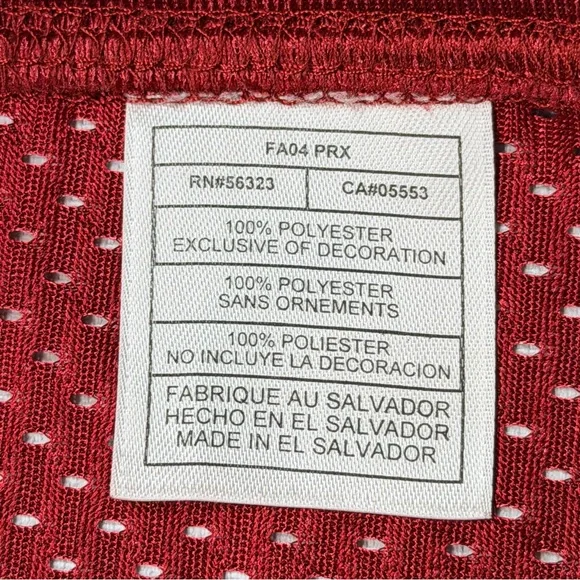 FA04 PRX
RN#56323 CA#05553
100% POLYESTER
EXCLUSIVE OF DECORATION
100% POLYESTER
SANS ORNEMENTS
100% POLIESTER
NO INCLUYE LA DECORACION
FABRIQUE AU SALVADOR
HECHO EN EL SALVADOR
MADE IN EL SALVADOR